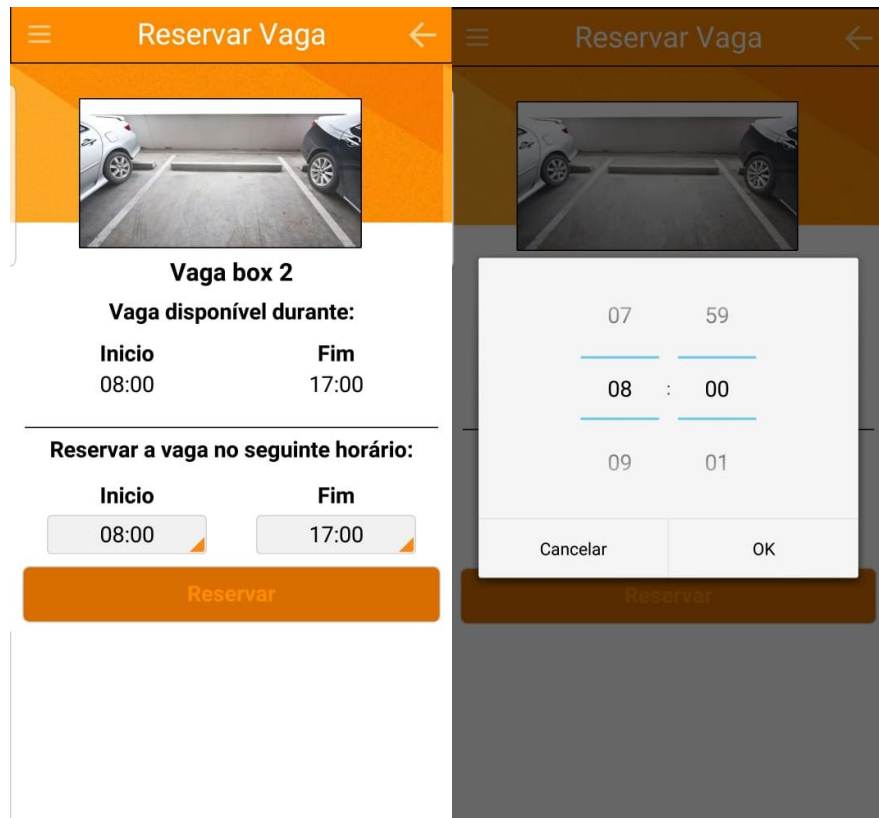 Reservar Vaga
Vaga box 2
Vaga disponível durante:
Inicio Fim
08:00 17:00
Reservar a vaga no seguinte horário:
Inicio Fim
08:00 17:00
Reservar
Reservar Vaga
07 59
08 : 00
09 01
Cancelar OK
Reservar